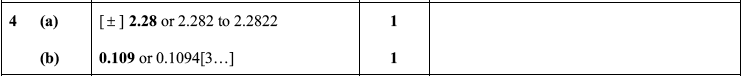 4 (a) [±] 2.28 or 2.282 to 2.2822 1
(b) 0.109 or 0.1094[3…] 1